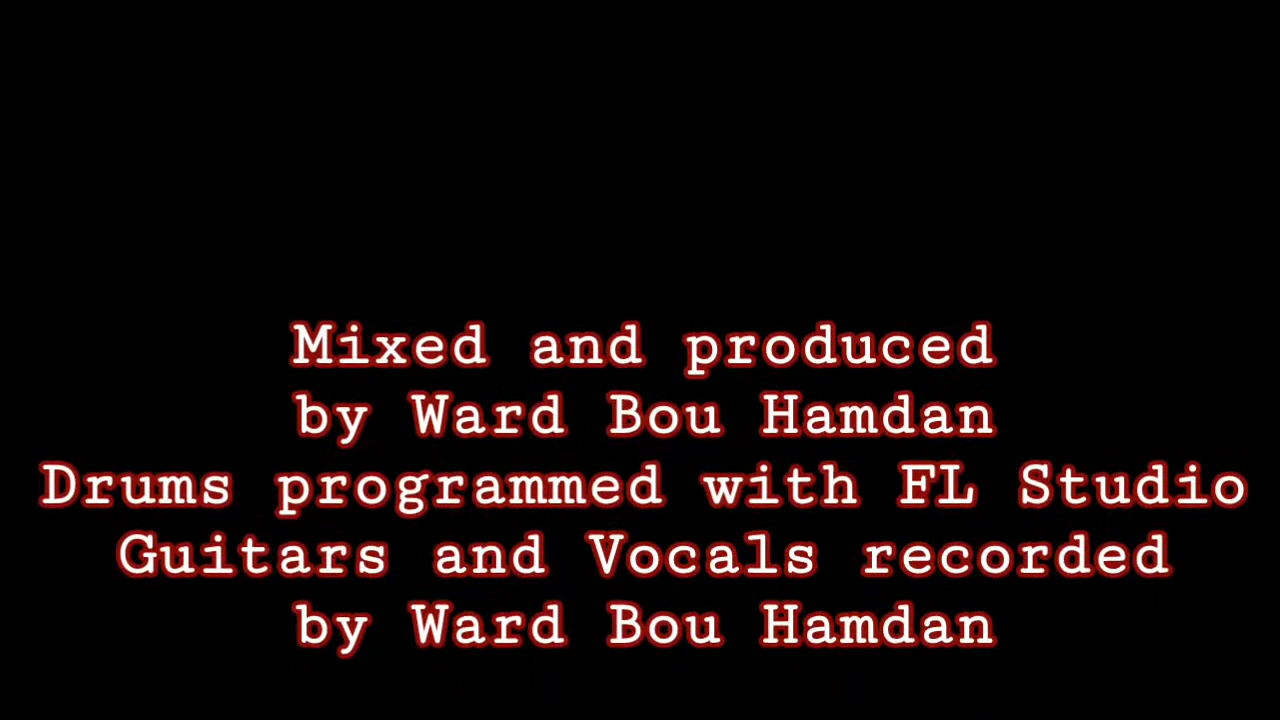 Mixed and produced
by Ward Bou Hamdan
Drums programmed with FL Studio
Guitars and Vocals recorded
by Ward Bou Hamdan